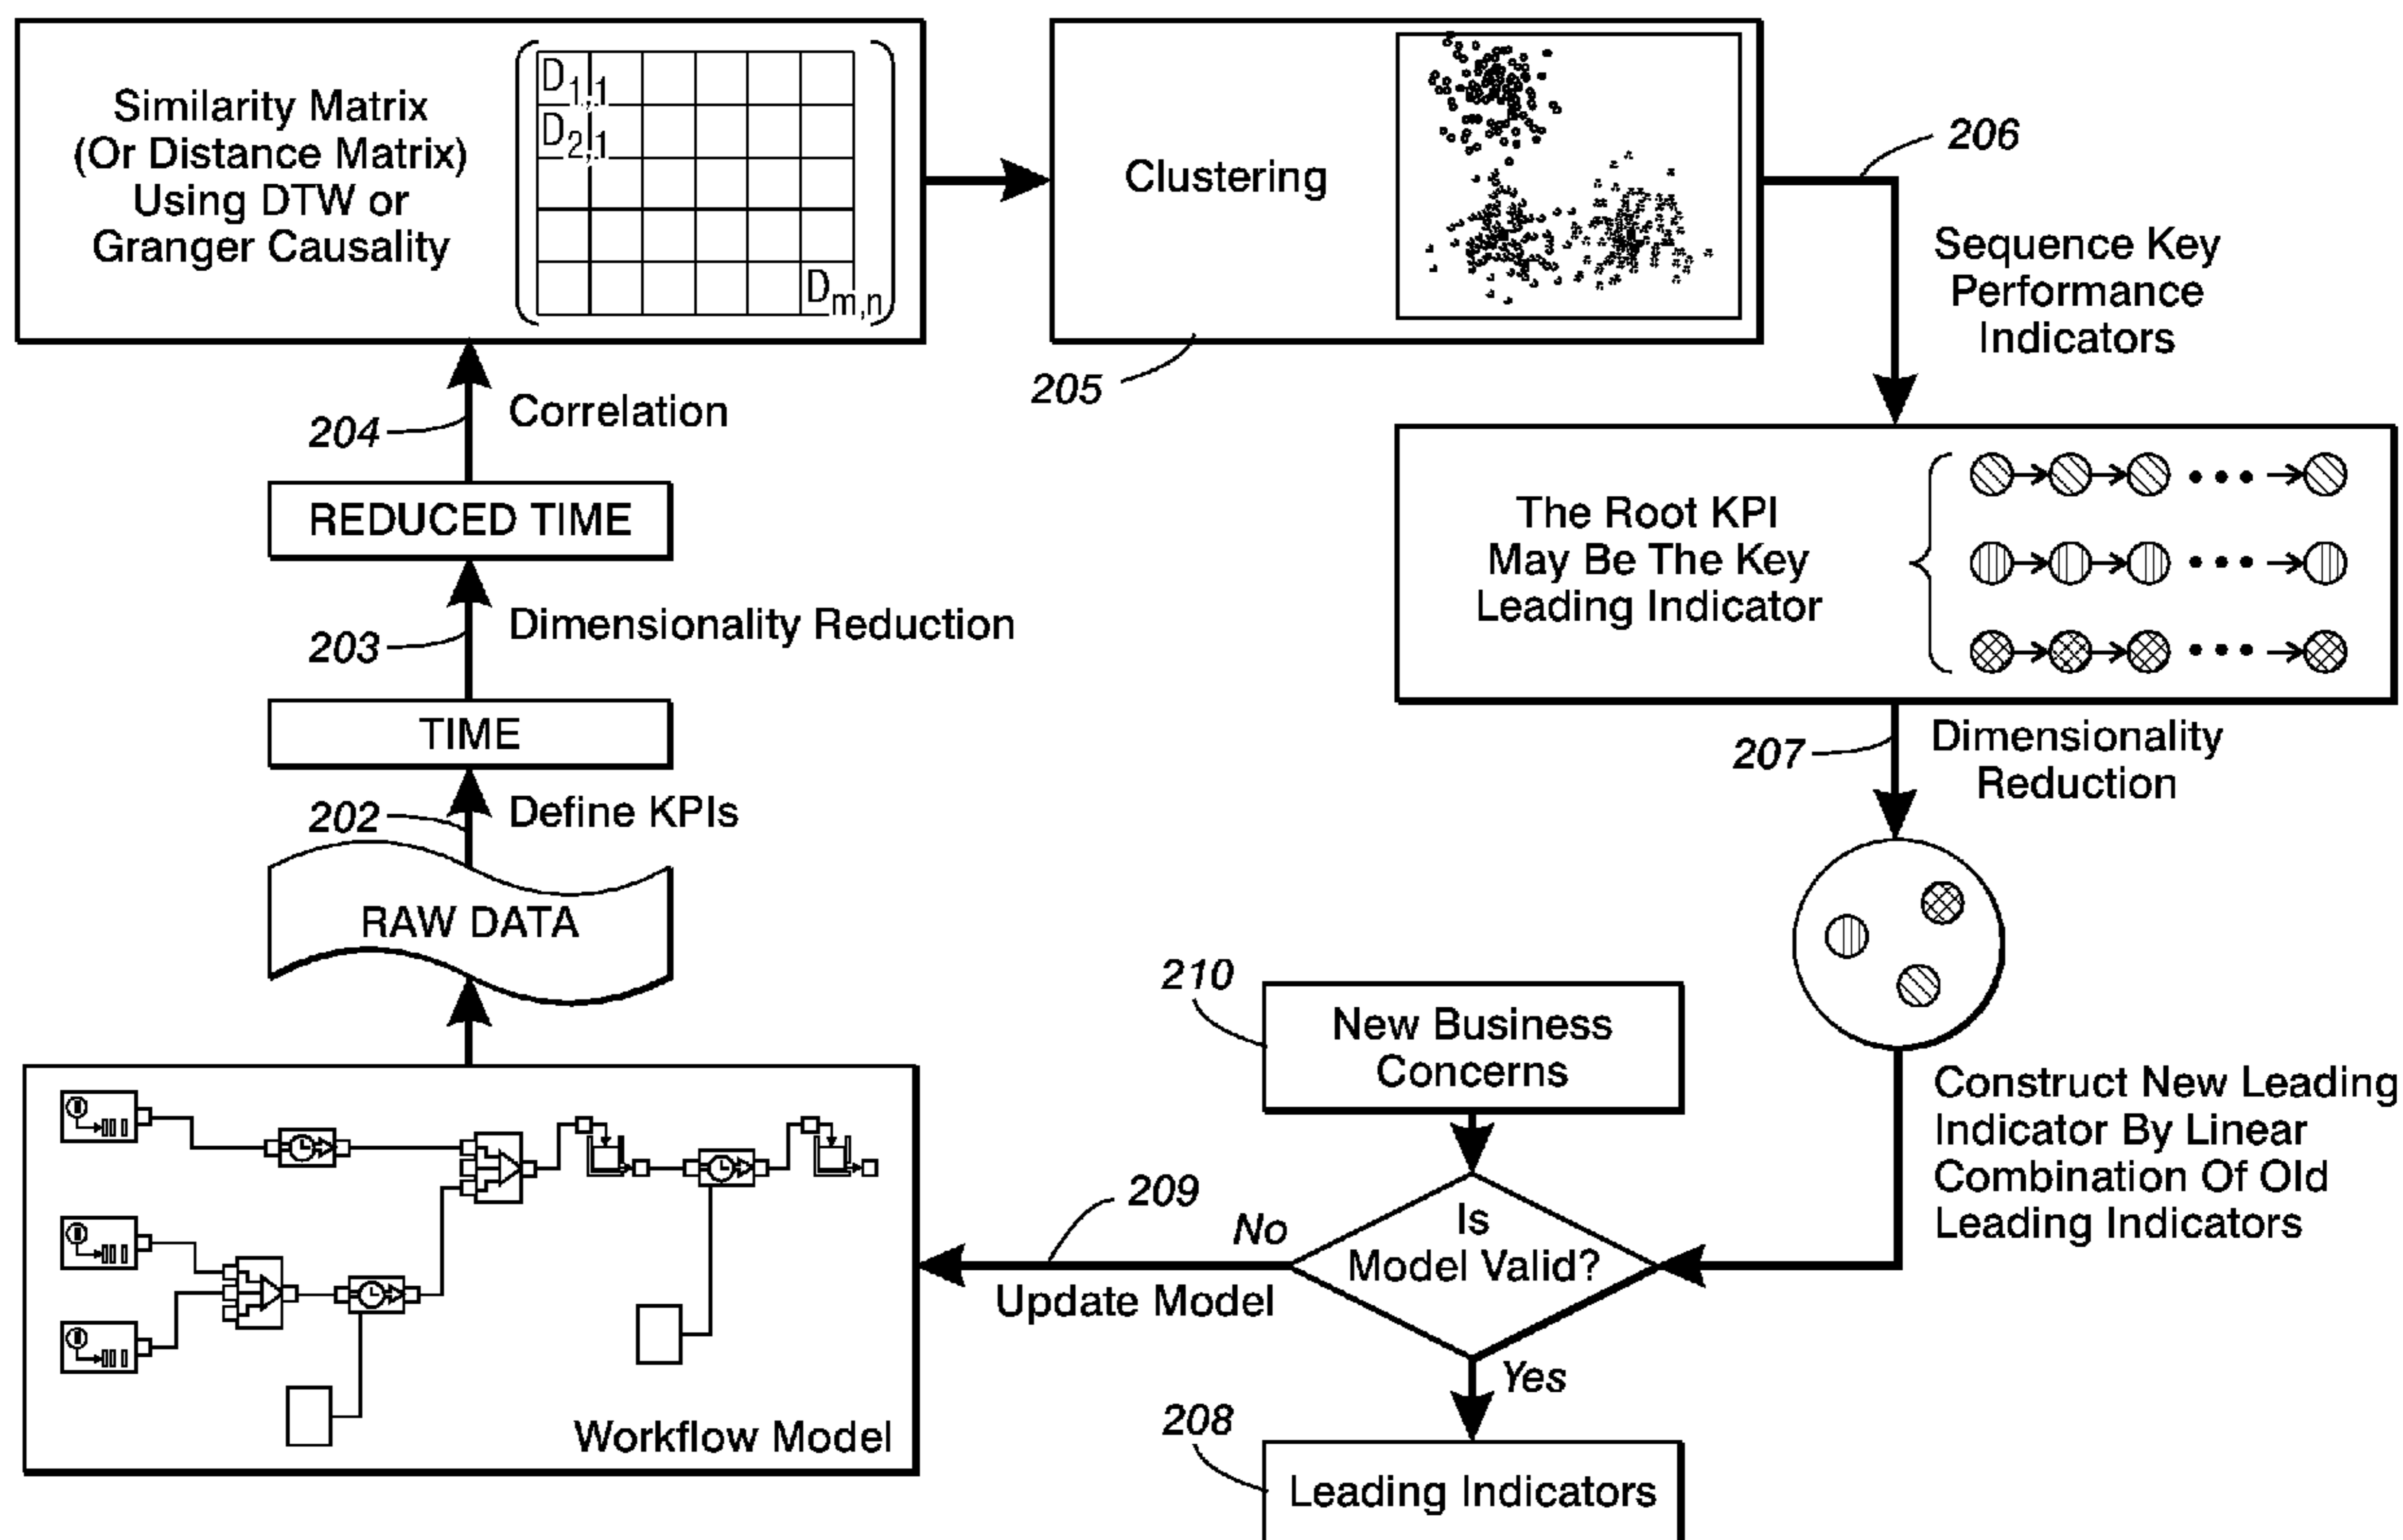 Similarity Matrix
(Or Distance Matrix)
Using DTW or
Granger Causality
D1,1
D2,1
Dm,n
Clustering
205
206
Sequence Key
Performance
Indicators
204
Correlation
REDUCED TIME
203
Dimensionality Reduction
TIME
202
Define KPIs
RAW DATA
The Root KPI
May Be The Key
Leading Indicator
207
Dimensionality
Reduction
Construct New Leading
Indicator By Linear
Combination Of Old
Leading Indicators
210
New Business
Concerns
Is
Model Valid?
No
209
Update Model
Yes
208
Leading Indicators
Workflow Model